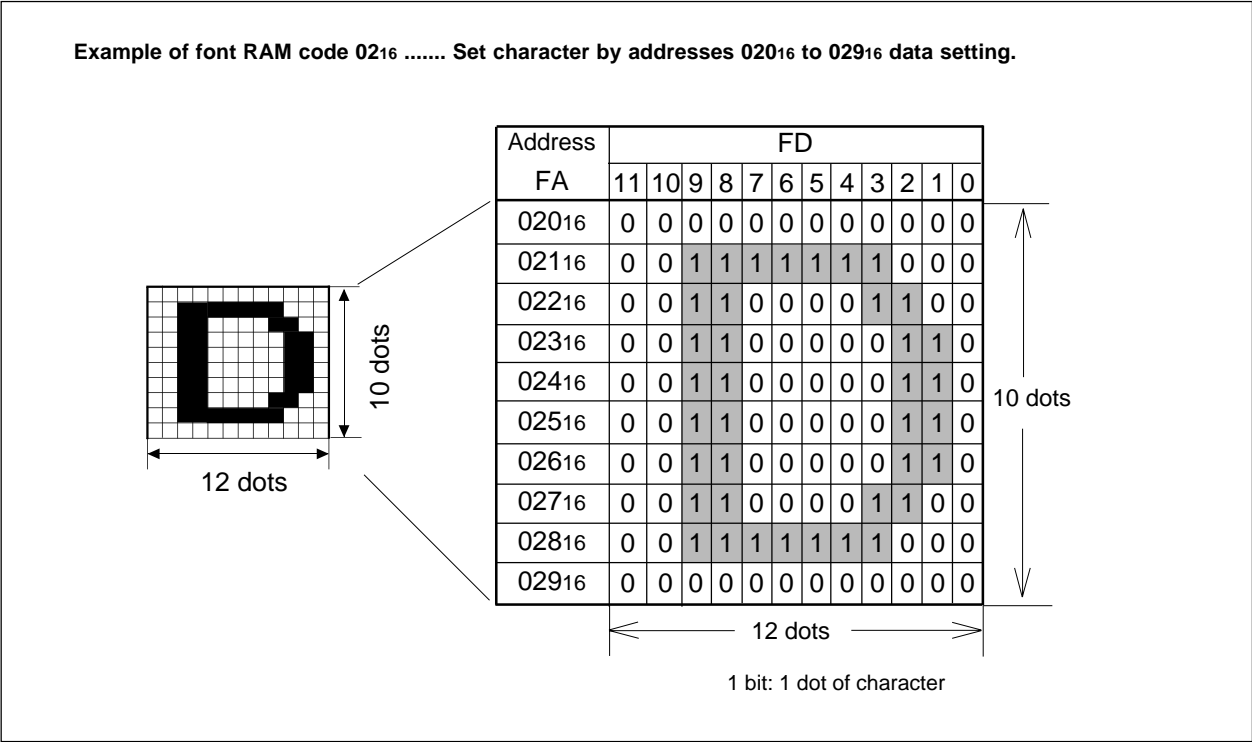 Example of font RAM code 0216 ....... Set character by addresses 02016 to 02916 data setting.
Address FD
FA 11 10 9 8 7 6 5 4 3 2 1 0
02016 0 0 0 0 0 0 0 0 0 0 0 0
02116 0 0 1 1 1 1 1 1 1 0 0 0
02216 0 0 1 1 0 0 0 0 1 1 0 0
02316 0 0 1 1 0 0 0 0 0 1 1 0
02416 0 0 1 1 0 0 0 0 0 1 1 0
02516 0 0 1 1 0 0 0 0 0 1 1 0
02616 0 0 1 1 0 0 0 0 0 1 1 0
02716 0 0 1 1 0 0 0 0 1 1 0 0
02816 0 0 1 1 1 1 1 1 1 0 0 0
02916 0 0 0 0 0 0 0 0 0 0 0 0
10 dots
12 dots
10 dots
12 dots
1 bit: 1 dot of character